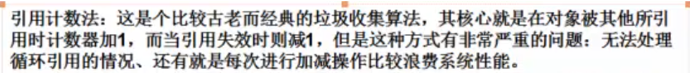 引用计数法：这是个比较古老而经典的垃圾收集算法，其核心就是在对象被其他所引
用时计数器加1，而当引用失效时则减1，但是这种方式有非常严重的问题：无法处理
循环引用的情况、还有就是每次进行加减操作比较浪费系统性能。